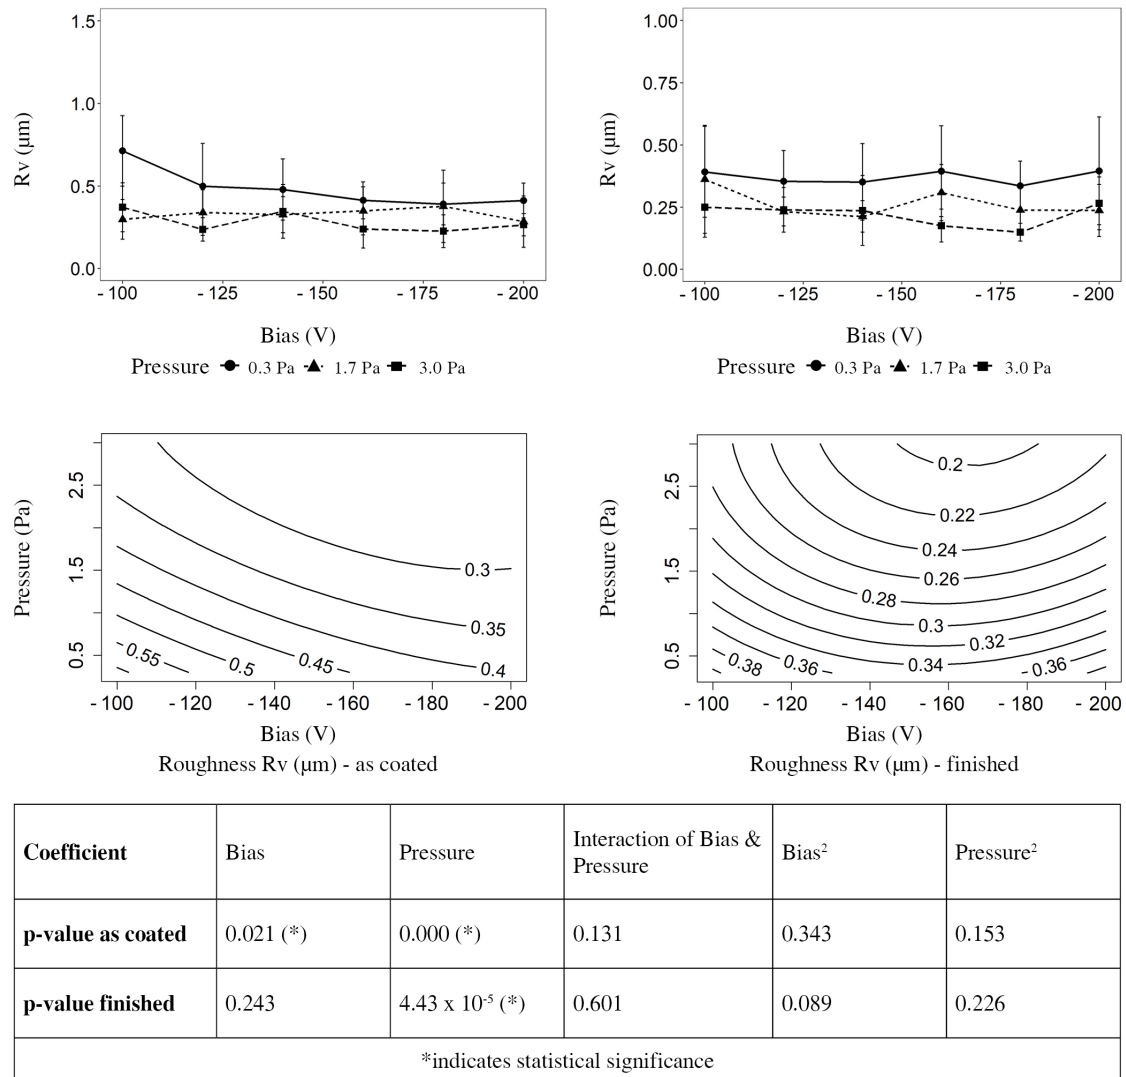 1.5
1.0
0.5
0.0
Rv (µm)
- 100 - 125 - 150 - 175 - 200
Bias (V)
Pressure 0.3 Pa 1.7 Pa 3.0 Pa
1.00
0.75
0.50
0.25
0.00
Rv (µm)
- 100 - 125 - 150 - 175 - 200
Bias (V)
Pressure 0.3 Pa 1.7 Pa 3.0 Pa
Pressure (Pa)
2.5
1.5
0.5
0.3
0.35
0.4
0.45
0.5
0.55
- 100 - 120 - 140 - 160 - 180 - 200
Bias (V)
Roughness Rv (µm) - as coated
Pressure (Pa)
2.5
1.5
0.5
0.2
0.22
0.24
0.26
0.28
0.3
0.32
0.34
0.38 0.36 0.36
- 100 - 120 - 140 - 160 - 180 - 200
Bias (V)
Roughness Rv (µm) - finished
Coefficient Bias Pressure Interaction of Bias & Pressure Bias² Pressure²
p-value as coated 0.021 (*) 0.000 (*) 0.131 0.343 0.153
p-value finished 0.243 4.43 x 10⁻⁵ (*) 0.601 0.089 0.226
*indicates statistical significance